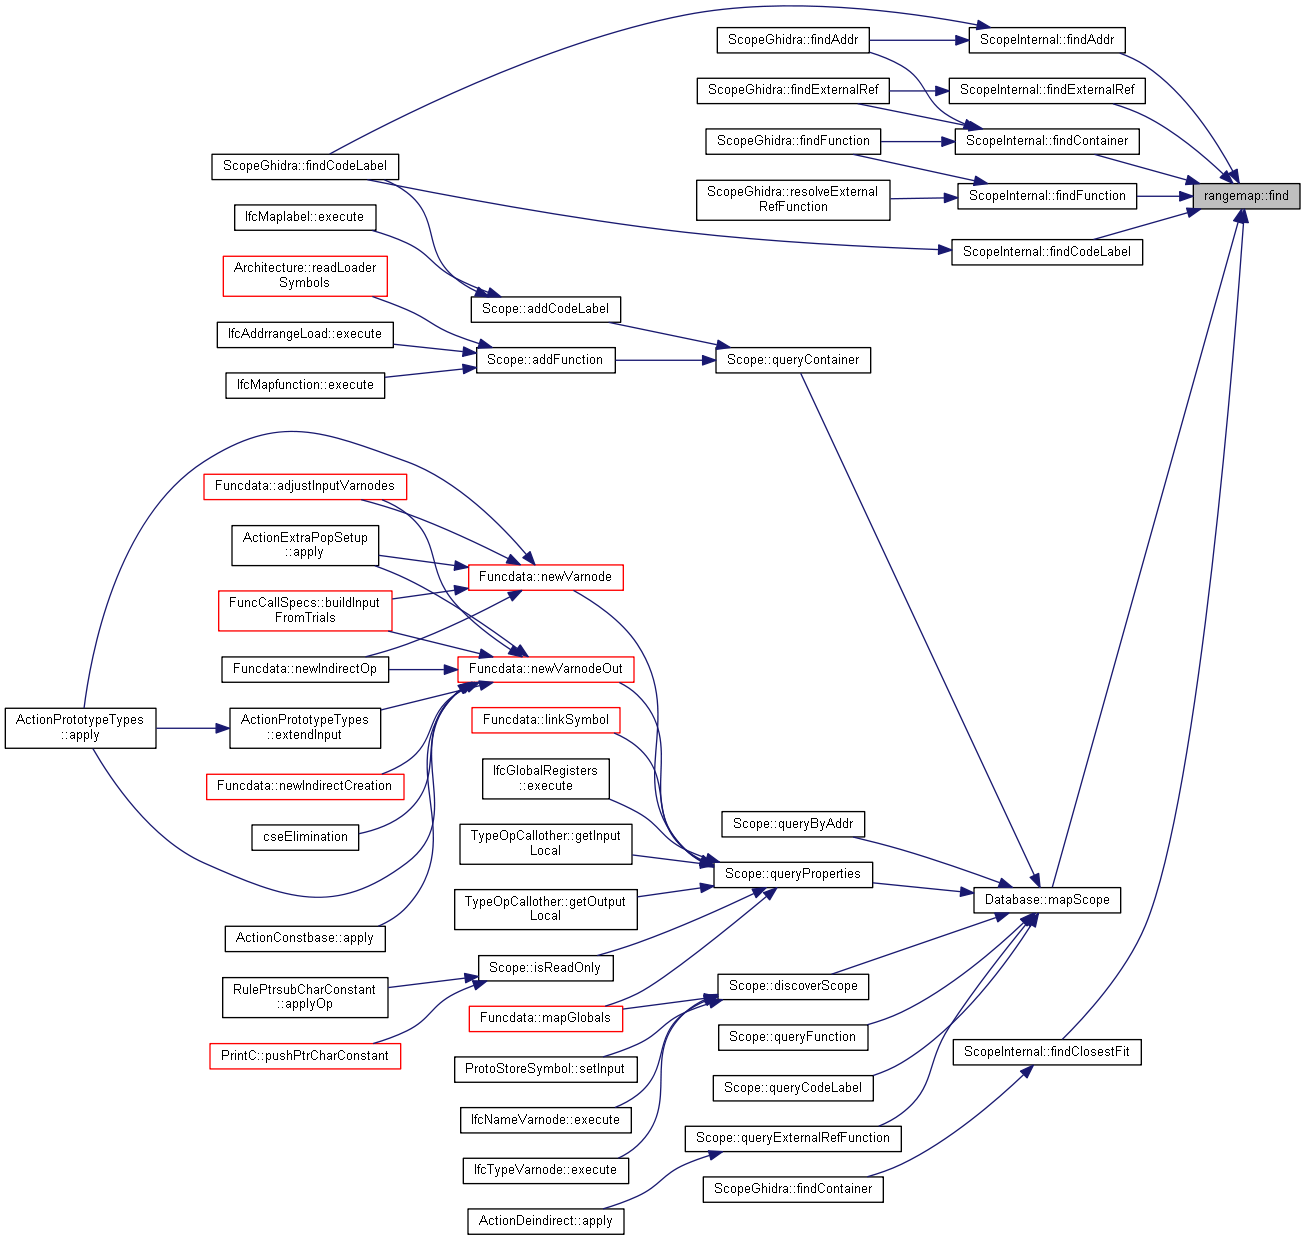 ScopeInternal::findAddr
ScopeGhidra::findAddr
ScopeGhidra::findExternalRef
ScopeInternal::findExternalRef
ScopeGhidra::findFunction
ScopeInternal::findContainer
ScopeGhidra::findCodeLabel
ScopeGhidra::resolveExternal
RefFunction
ScopeInternal::findFunction
rangemap::find
IfcMaplabel::execute
ScopeInternal::findCodeLabel
Architecture::readLoader
Symbols
Scope::addCodeLabel
IfcAddrrangeLoad::execute
Scope::addFunction
Scope::queryContainer
IfcMapfunction::execute
Funcdata::adjustInputVarnodes
ActionExtraPopSetup
::apply
Funcdata::newVarnode
FuncCallSpecs::buildInput
FromTrials
Funcdata::newIndirectOp
Funcdata::newVarnodeOut
ActionPrototypeTypes
::apply
ActionPrototypeTypes
::extendInput
Funcdata::linkSymbol
Funcdata::newIndirectCreation
IfcGlobalRegisters
::execute
cseElimination
TypeOpCallother::getInput
Local
Scope::queryByAddr
Scope::queryProperties
TypeOpCallother::getOutput
Local
Database::mapScope
ActionConstbase::apply
Scope::isReadOnly
RulePtrsubCharConstant
::applyOp
Scope::discoverScope
Funcdata::mapGlobals
Scope::queryFunction
PrintC::pushPtrCharConstant
ScopeInternal::findClosestFit
ProtoStoreSymbol::setInput
Scope::queryCodeLabel
IfcNameVarnode::execute
Scope::queryExternalRefFunction
IfcTypeVarnode::execute
ScopeGhidra::findContainer
ActionDeindirect::apply